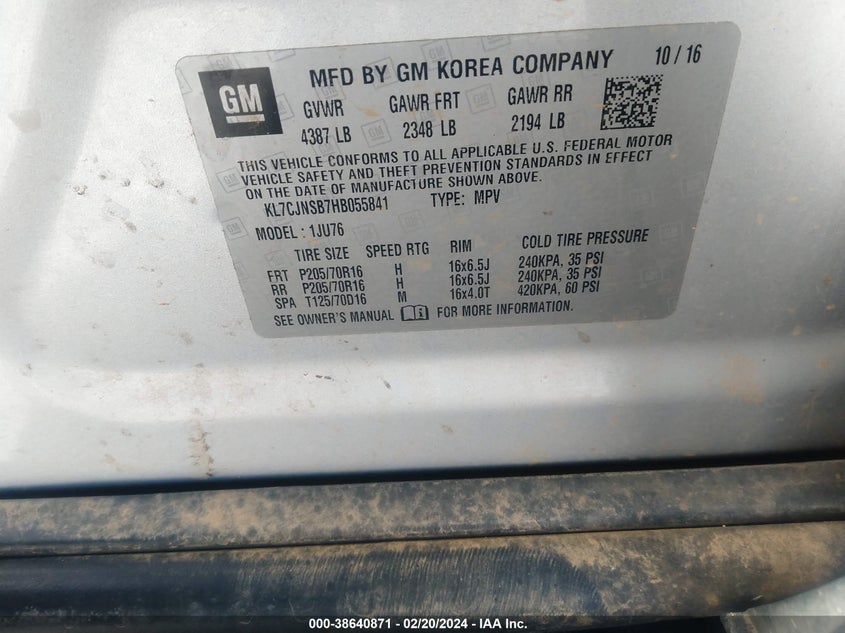 GM
MFD BY GM KOREA COMPANY 10/16
GVWR GAWR FRT GAWR RR
4387 LB 2348 LB 2194 LB
THIS VEHICLE CONFORMS TO ALL APPLICABLE U.S. FEDERAL MOTOR
VEHICLE SAFETY AND THEFT PREVENTION STANDARDS IN EFFECT
ON THE DATE OF MANUFACTURE SHOWN ABOVE.
KL7CJNSB7HB055841 TYPE: MPV
MODEL: 1JU76
TIRE SIZE SPEED RTG RIM COLD TIRE PRESSURE
FRT P205/70R16 H 16x6.5J 240KPA, 35 PSI
RR P205/70R16 H 16x6.5J 240KPA, 35 PSI
SPA T125/70D16 M 16x4.0T 420KPA, 60 PSI
SEE OWNER'S MANUAL FOR MORE INFORMATION.
000-38640871 - 02/20/2024 - IAA Inc.